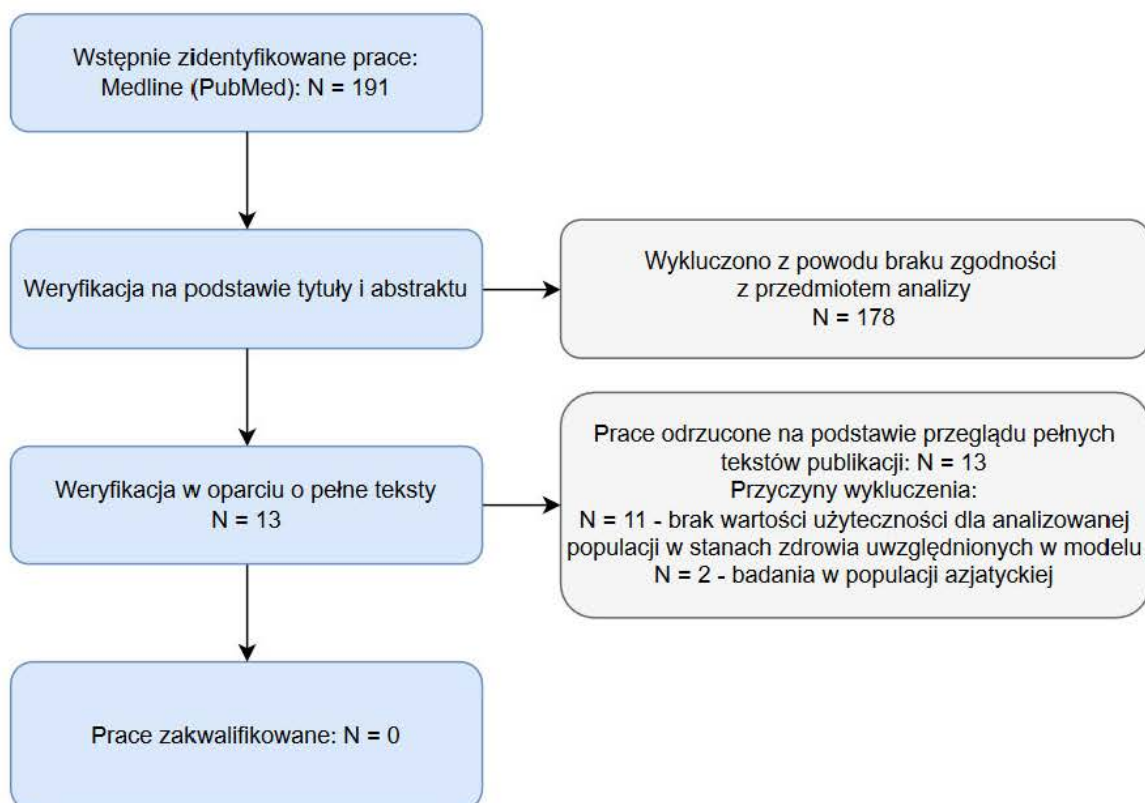 Wstępnie zidentyfikowane prace:
Medline (PubMed): N = 191
Weryfikacja na podstawie tytuły i abstraktu
Wykluczono z powodu braku zgodności
z przedmiotem analizy
N = 178
Weryfikacja w oparciu o pełne teksty
N = 13
Prace odrzucone na podstawie przeglądu pełnych
tekstów publikacji: N = 13
Przyczyny wykluczenia:
N = 11 - brak wartości użyteczności dla analizowanej
populacji w stanach zdrowia uwzględnionych w modelu
N = 2 - badania w populacji azjatyckiej
Prace zakwalifikowane: N = 0